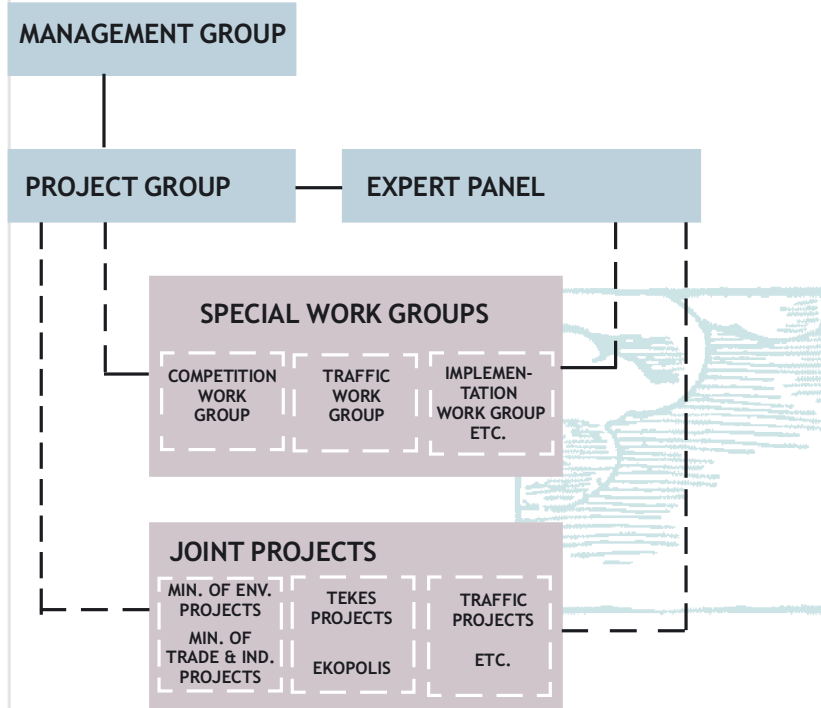 MANAGEMENT GROUP
PROJECT GROUP
EXPERT PANEL
SPECIAL WORK GROUPS
COMPETITION
WORK
GROUP
TRAFFIC
WORK
GROUP
IMPLEMEN-
TATION
WORK GROUP
ETC.
JOINT PROJECTS
MIN. OF ENV.
PROJECTS
MIN. OF
TRADE & IND.
PROJECTS
TEKES
PROJECTS
EKOPOLIS
TRAFFIC
PROJECTS
ETC.